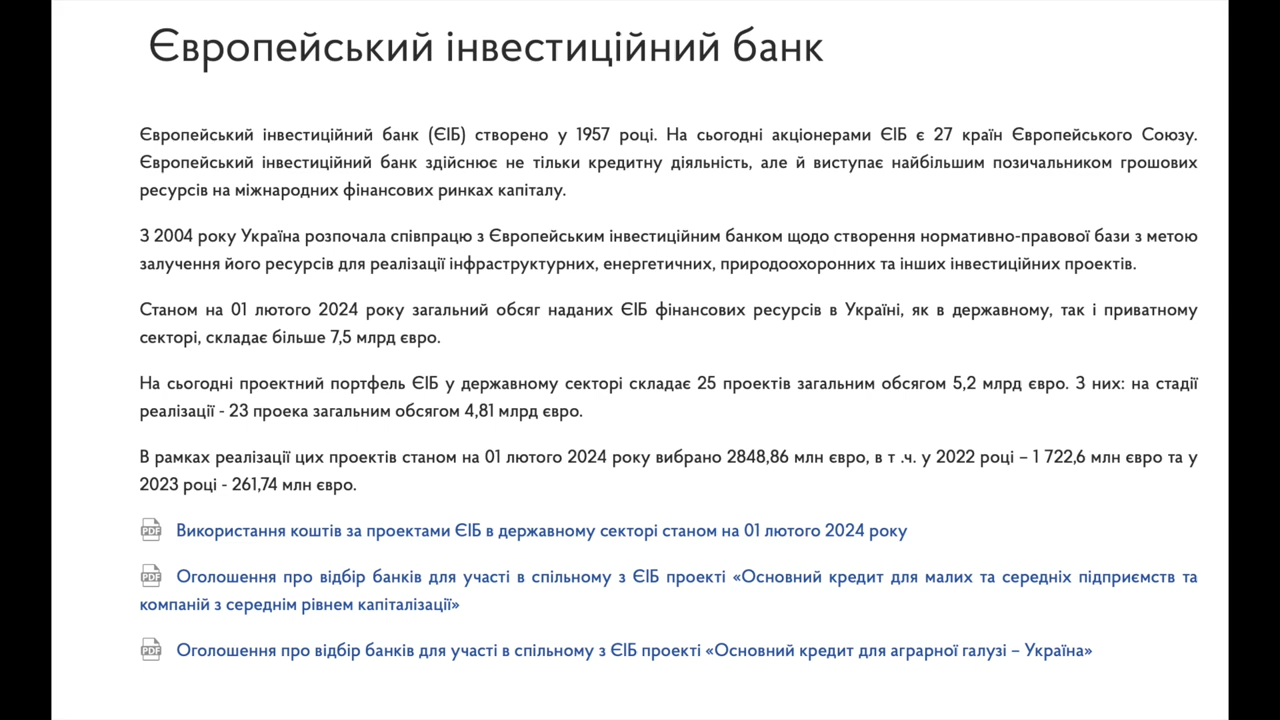 Європейський інвестиційний банк
Європейський інвестиційний банк (ЄІБ) створено у 1957 році. На сьогодні акціонерами ЄІБ є 27 країн Європейського Союзу.
Європейський інвестиційний банк здійснює не тільки кредитну діяльність, але й виступає найбільшим позичальником грошових
ресурсів на міжнародних фінансових ринках капіталу.
З 2004 року Україна розпочала співпрацю з Європейським інвестиційним банком щодо створення нормативно-правової бази з метою
залучення його ресурсів для реалізації інфраструктурних, енергетичних, природоохоронних та інших інвестиційних проектів.
Станом на 01 лютого 2024 року загальний обсяг наданих ЄІБ фінансових ресурсів в Україні, як в державному, так і приватному
секторі, складає більше 7,5 млрд євро.
На сьогодні проектний портфель ЄІБ у державному секторі складає 25 проектів загальним обсягом 5,2 млрд євро. З них: на стадії
реалізації - 23 проека загальним обсягом 4,81 млрд євро.
В рамках реалізації цих проектів станом на 01 лютого 2024 року вибрано 2848,86 млн євро, в т .ч. у 2022 році – 1 722,6 млн євро та у
2023 році - 261,74 млн євро.
PDF Використання коштів за проектами ЄІБ в державному секторі станом на 01 лютого 2024 року
PDF Оголошення про відбір банків для участі в спільному з ЄІБ проекті «Основний кредит для малих та середніх підприємств та
компаній з середнім рівнем капіталізації»
PDF Оголошення про відбір банків для участі в спільному з ЄІБ проекті «Основний кредит для аграрної галузі – Україна»